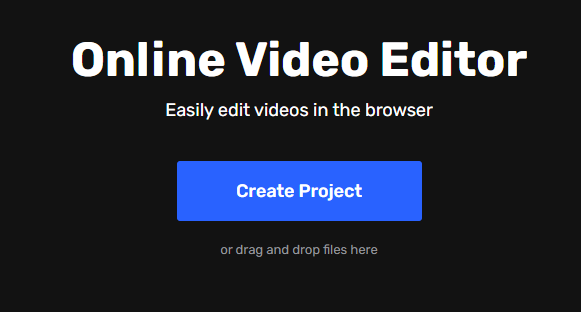 Online Video Editor
Easily edit videos in the browser
Create Project
or drag and drop files here